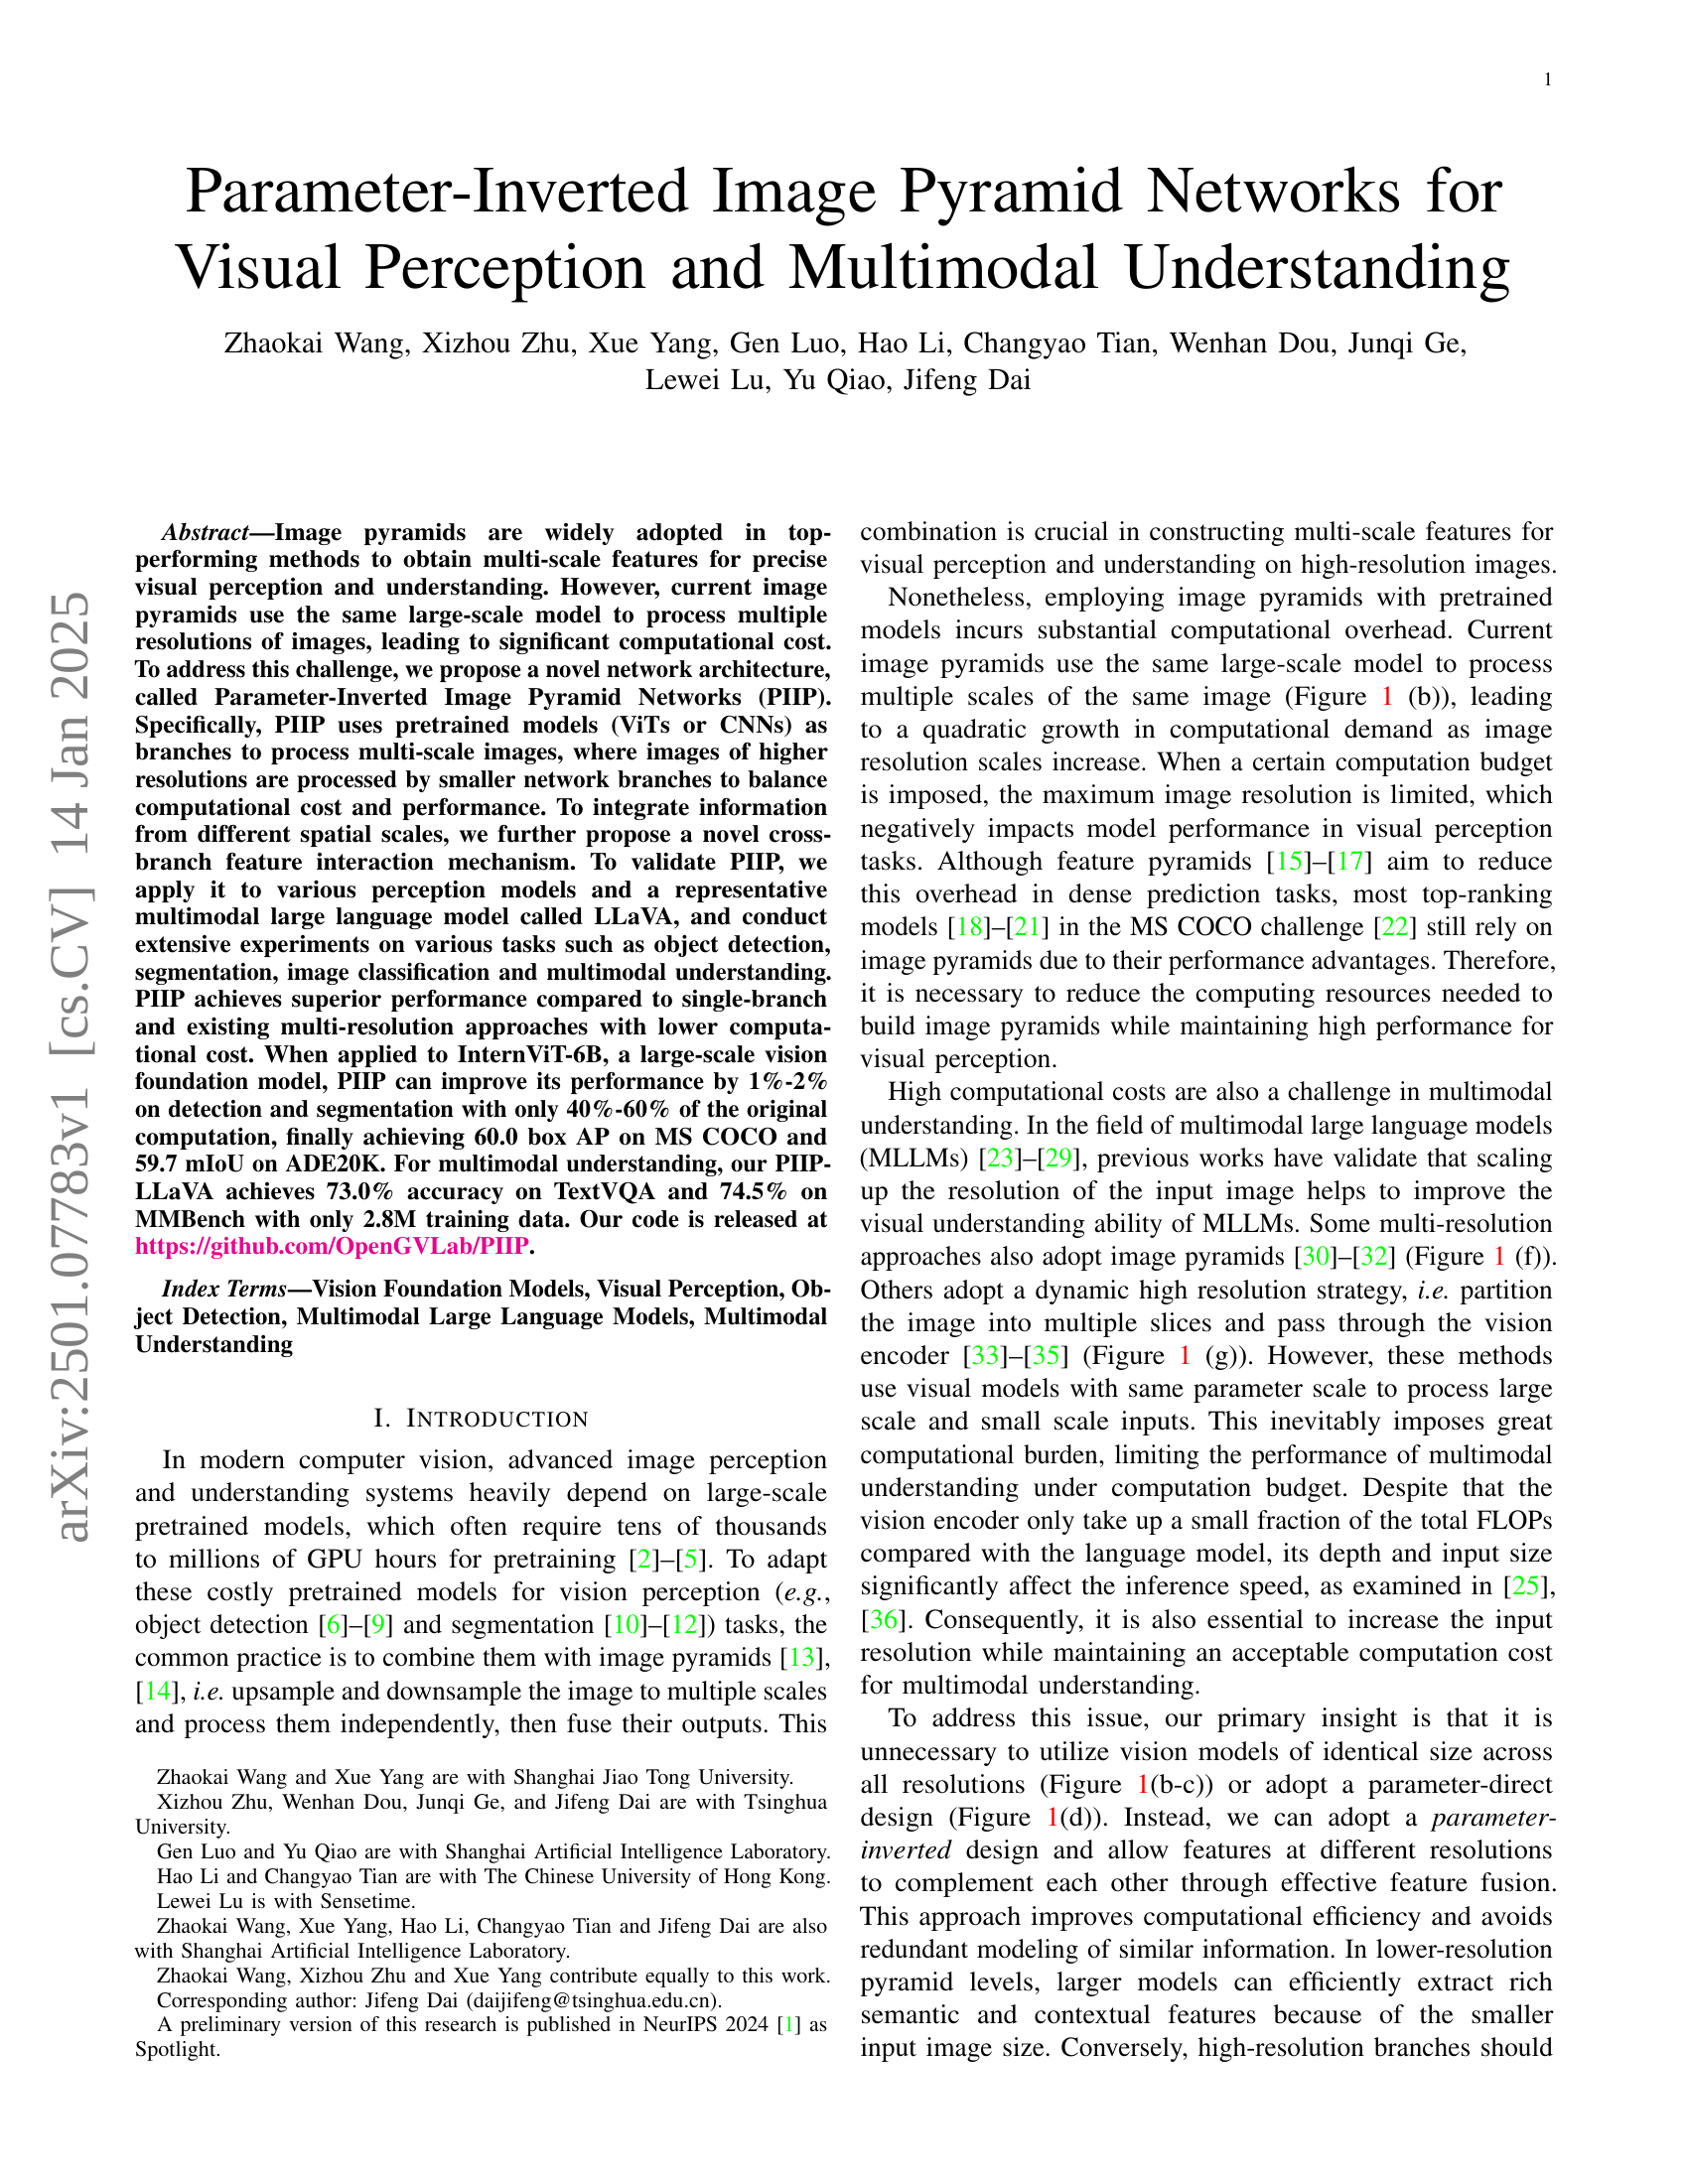 1
Parameter-Inverted Image Pyramid Networks for
Visual Perception and Multimodal Understanding
Zhaokai Wang, Xizhou Zhu, Xue Yang, Gen Luo, Hao Li, Changyao Tian, Wenhan Dou, Junqi Ge,
Lewei Lu, Yu Qiao, Jifeng Dai
arXiv:2501.07783v1 [cs.CV] 14 Jan 2025
Abstract—Image pyramids are widely adopted in top-
performing methods to obtain multi-scale features for precise
visual perception and understanding. However, current image
pyramids use the same large-scale model to process multiple
resolutions of images, leading to significant computational cost.
To address this challenge, we propose a novel network architecture,
called Parameter-Inverted Image Pyramid Networks (PIIP).
Specifically, PIIP uses pretrained models (ViTs or CNNs) as
branches to process multi-scale images, where images of higher
resolutions are processed by smaller network branches to balance
computational cost and performance. To integrate information
from different spatial scales, we further propose a novel cross-
branch feature interaction mechanism. To validate PIIP, we
apply it to various perception models and a representative
multimodal large language model called LLaVA, and conduct
extensive experiments on various tasks such as object detection,
segmentation, image classification and multimodal understanding.
PIIP achieves superior performance compared to single-branch
and existing multi-resolution approaches with lower computa-
tional cost. When applied to InternViT-6B, a large-scale vision
foundation model, PIIP can improve its performance by 1%-2%
on detection and segmentation with only 40%-60% of the original
computation, finally achieving 60.0 box AP on MS COCO and
59.7 mIoU on ADE20K. For multimodal understanding, our PIIP-
LLaVA achieves 73.0% accuracy on TextVQA and 74.5% on
MMBench with only 2.8M training data. Our code is released at
https://github.com/OpenGVLab/PIIP.
Index Terms—Vision Foundation Models, Visual Perception, Ob-
ject Detection, Multimodal Large Language Models, Multimodal
Understanding
I. INTRODUCTION
In modern computer vision, advanced image perception
and understanding systems heavily depend on large-scale
pretrained models, which often require tens of thousands
to millions of GPU hours for pretraining [2]–[5]. To adapt
these costly pretrained models for vision perception (e.g.,
object detection [6]–[9] and segmentation [10]–[12]) tasks, the
common practice is to combine them with image pyramids [13],
[14], i.e. upsample and downsample the image to multiple scales
and process them independently, then fuse their outputs. This
Zhaokai Wang and Xue Yang are with Shanghai Jiao Tong University.
Xizhou Zhu, Wenhan Dou, Junqi Ge, and Jifeng Dai are with Tsinghua
University.
Gen Luo and Yu Qiao are with Shanghai Artificial Intelligence Laboratory.
Hao Li and Changyao Tian are with The Chinese University of Hong Kong.
Lewei Lu is with Sensetime.
Zhaokai Wang, Xue Yang, Hao Li, Changyao Tian and Jifeng Dai are also
with Shanghai Artificial Intelligence Laboratory.
Zhaokai Wang, Xizhou Zhu and Xue Yang contribute equally to this work.
Corresponding author: Jifeng Dai (daijifeng@tsinghua.edu.cn).
A preliminary version of this research is published in NeurIPS 2024 [1] as
Spotlight.
combination is crucial in constructing multi-scale features for
visual perception and understanding on high-resolution images.
Nonetheless, employing image pyramids with pretrained
models incurs substantial computational overhead. Current
image pyramids use the same large-scale model to process
multiple scales of the same image (Figure 1 (b)), leading
to a quadratic growth in computational demand as image
resolution scales increase. When a certain computation budget
is imposed, the maximum image resolution is limited, which
negatively impacts model performance in visual perception
tasks. Although feature pyramids [15]–[17] aim to reduce
this overhead in dense prediction tasks, most top-ranking
models [18]–[21] in the MS COCO challenge [22] still rely on
image pyramids due to their performance advantages. Therefore,
it is necessary to reduce the computing resources needed to
build image pyramids while maintaining high performance for
visual perception.
High computational costs are also a challenge in multimodal
understanding. In the field of multimodal large language models
(MLLMs) [23]–[29], previous works have validate that scaling
up the resolution of the input image helps to improve the
visual understanding ability of MLLMs. Some multi-resolution
approaches also adopt image pyramids [30]–[32] (Figure 1 (f)).
Others adopt a dynamic high resolution strategy, i.e. partition
the image into multiple slices and pass through the vision
encoder [33]–[35] (Figure 1 (g)). However, these methods
use visual models with same parameter scale to process large
scale and small scale inputs. This inevitably imposes great
computational burden, limiting the performance of multimodal
understanding under computation budget. Despite that the
vision encoder only take up a small fraction of the total FLOPs
compared with the language model, its depth and input size
significantly affect the inference speed, as examined in [25],
[36]. Consequently, it is also essential to increase the input
resolution while maintaining an acceptable computation cost
for multimodal understanding.
To address this issue, our primary insight is that it is
unnecessary to utilize vision models of identical size across
all resolutions (Figure 1(b-c)) or adopt a parameter-direct
design (Figure 1(d)). Instead, we can adopt a parameter-
inverted design and allow features at different resolutions
to complement each other through effective feature fusion.
This approach improves computational efficiency and avoids
redundant modeling of similar information. In lower-resolution
pyramid levels, larger models can efficiently extract rich
semantic and contextual features because of the smaller
input image size. Conversely, high-resolution branches should